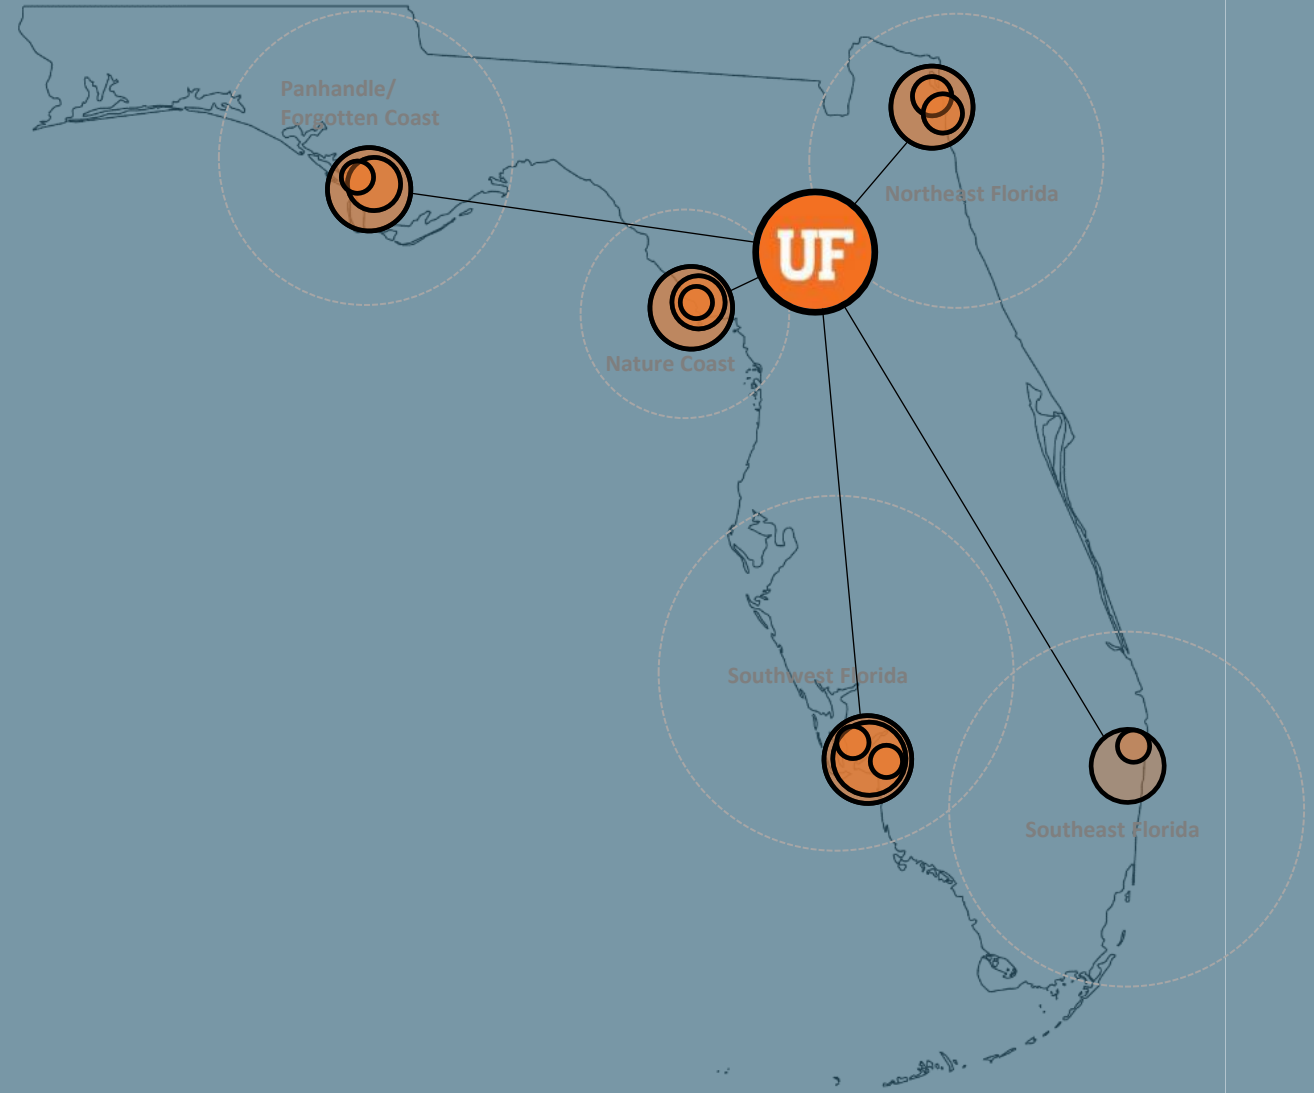 Panhandle/
Forgotten Coast
Northeast Florida
UF
Nature Coast
Southwest Florida
Southeast Florida